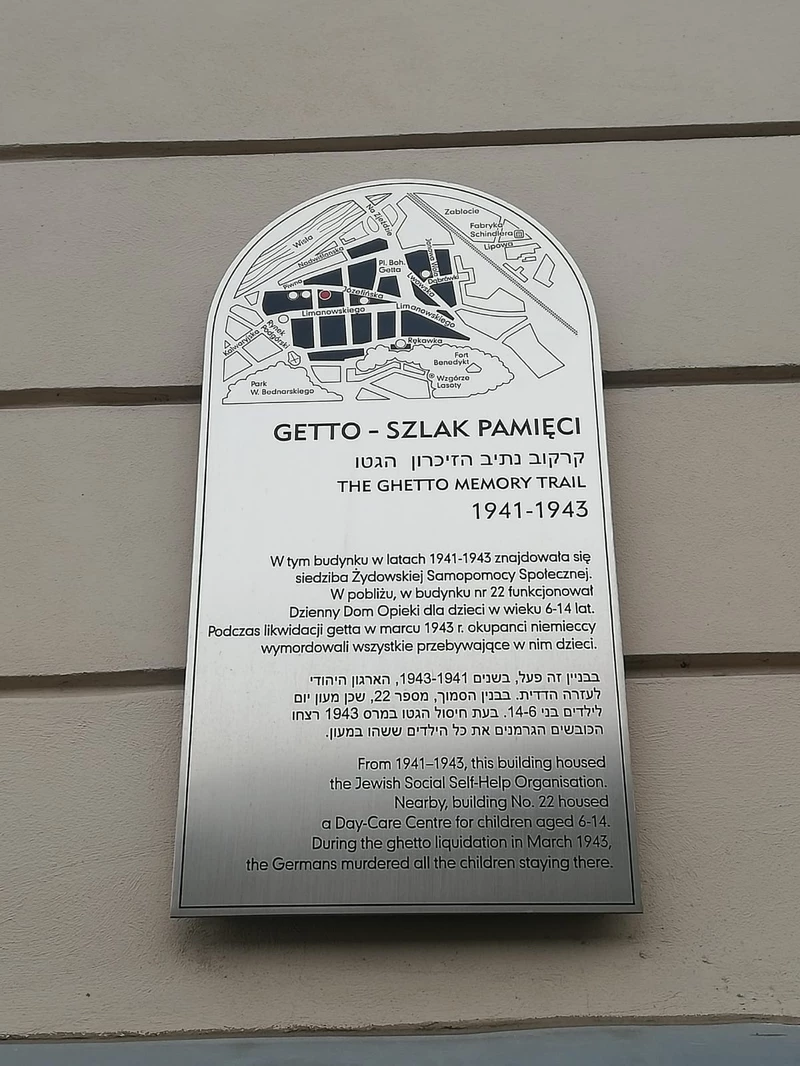 Na Zjeździe
Zabłocie
Fabryka
Schindlera
Lipowa
Wisła
Nadwiślańska
Pl. Boh.
Getta
Janowa Wola
Dąbrówki
Lwowska
Piwna
Józefińska
Limanowskiego
Limanowskiego
Rynek
Podgórski
Kalwaryjska
Rękawka
Fort
Benedykt
Wzgórze
Lasoty
Park
W. Bednarskiego
GETTO – SZLAK PAMIĘCI
קרקוב נתיב הזיכרון הגטו
THE GHETTO MEMORY TRAIL
1941-1943
W tym budynku w latach 1941-1943 znajdowała się
siedziba Żydowskiej Samopomocy Społecznej.
W pobliżu, w budynku nr 22 funkcjonował
Dzienny Dom Opieki dla dzieci w wieku 6-14 lat.
Podczas likwidacji getta w marcu 1943 r. okupanci niemieccy
wymordowali wszystkie przebywające w nim dzieci.
בבניין זה פעל, בשנים 1943-1941, הארגון היהודי
לעזרה הדדית. בבנין הסמוך, מספר 22, שכן מעון יום
לילדים בני 14-6. בעת חיסול הגטו במרס 1943 רצחו
הכובשים הגרמנים את כל הילדים ששהו במעון.
From 1941–1943, this building housed
the Jewish Social Self-Help Organisation.
Nearby, building No. 22 housed
a Day-Care Centre for children aged 6-14.
During the ghetto liquidation in March 1943,
the Germans murdered all the children staying there.